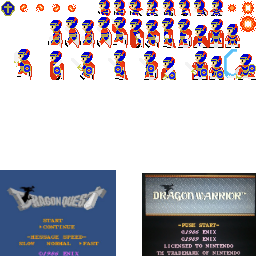 DRAGON QUEST
START
▸CONTINUE
-MESSAGE SPEED-
SLOW NORMAL ▸FAST
©1986 ENIX
DRAGON WARRIOR™
-PUSH START-
©1986 ENIX
©1989 ENIX
LICENSED TO NINTENDO
TM TRADEMARK OF NINTENDO